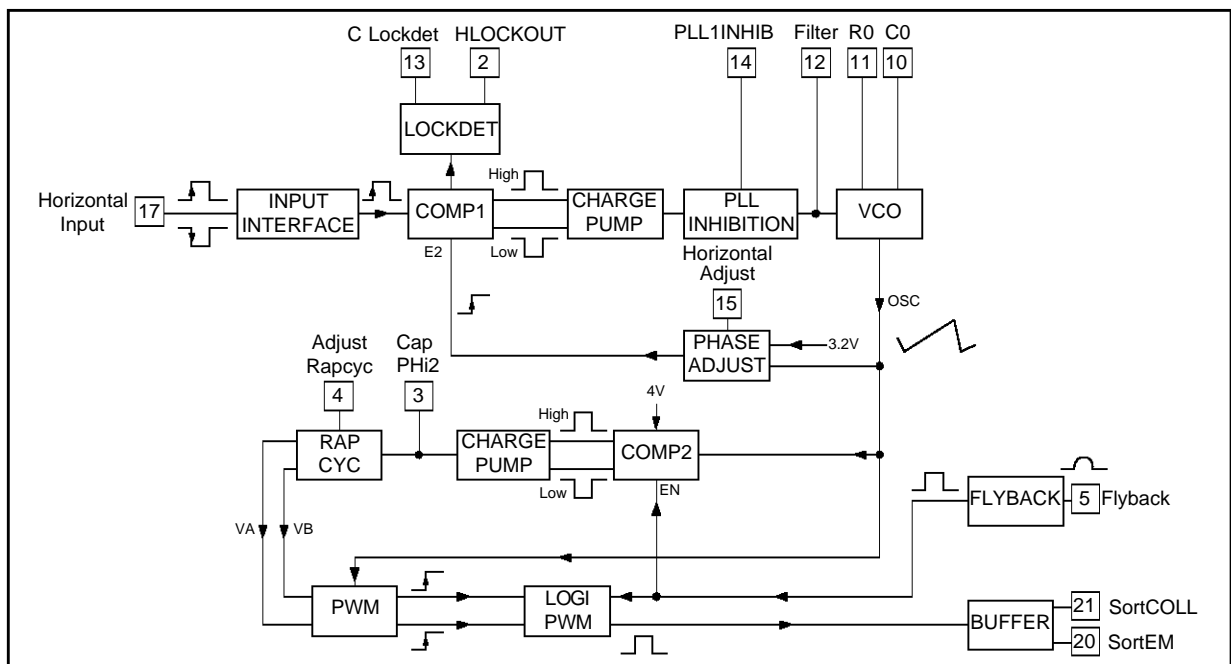 C Lockdet
HLOCKOUT
PLL1INHIB
Filter
R0
C0
13
2
14
12
11
10
LOCKDET
High
Horizontal
Input
17
INPUT
INTERFACE
COMP1
CHARGE
PUMP
PLL
INHIBITION
VCO
E2
Low
Horizontal
Adjust
15
OSC
PHASE
ADJUST
3.2V
Adjust
Rapcyc
Cap
PHi2
4
3
4V
High
RAP
CYC
CHARGE
PUMP
COMP2
Low
EN
FLYBACK
5
Flyback
VA
VB
PWM
LOGI
PWM
BUFFER
21
SortCOLL
20
SortEM